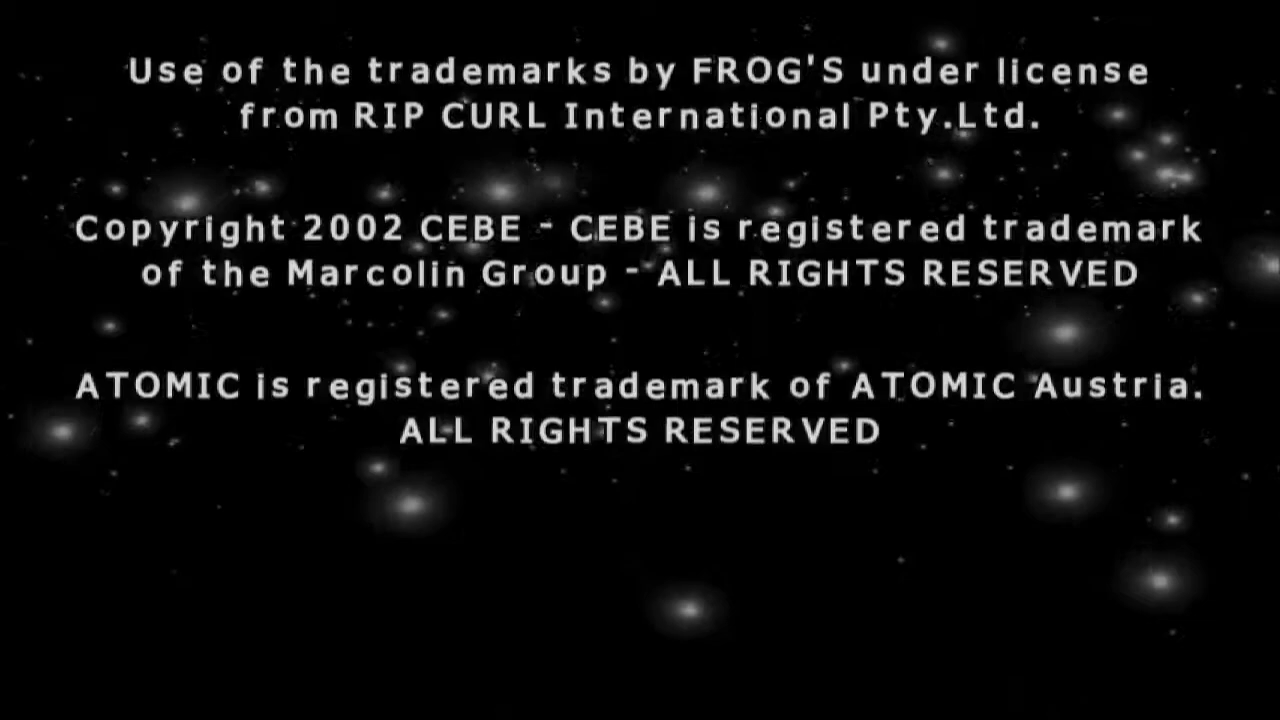 Use of the trademarks by FROG'S under license
from RIP CURL International Pty.Ltd.
Copyright 2002 CEBE - CEBE is registered trademark
of the Marcolin Group - ALL RIGHTS RESERVED
ATOMIC is registered trademark of ATOMIC Austria.
ALL RIGHTS RESERVED